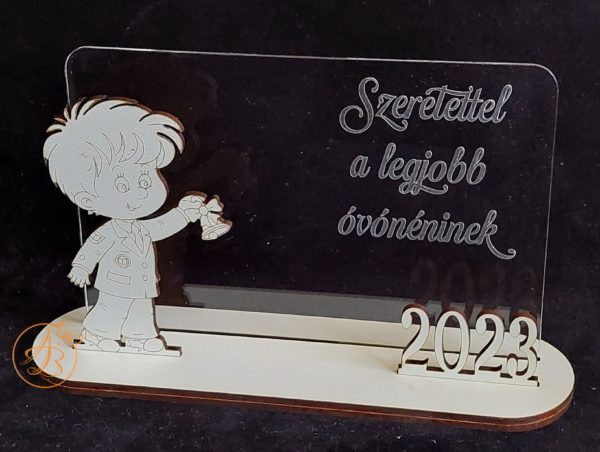 Szeretettel
a legjobb
óvónéninek
2023